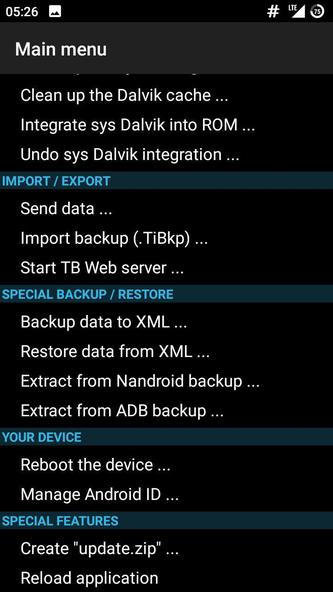 05:26 # LTE 75
Main menu
Clean up the Dalvik cache ...
Integrate sys Dalvik into ROM ...
Undo sys Dalvik integration ...
IMPORT / EXPORT
Send data ...
Import backup (.TiBkp) ...
Start TB Web server ...
SPECIAL BACKUP / RESTORE
Backup data to XML ...
Restore data from XML ...
Extract from Nandroid backup ...
Extract from ADB backup ...
YOUR DEVICE
Reboot the device ...
Manage Android ID ...
SPECIAL FEATURES
Create "update.zip" ...
Reload application